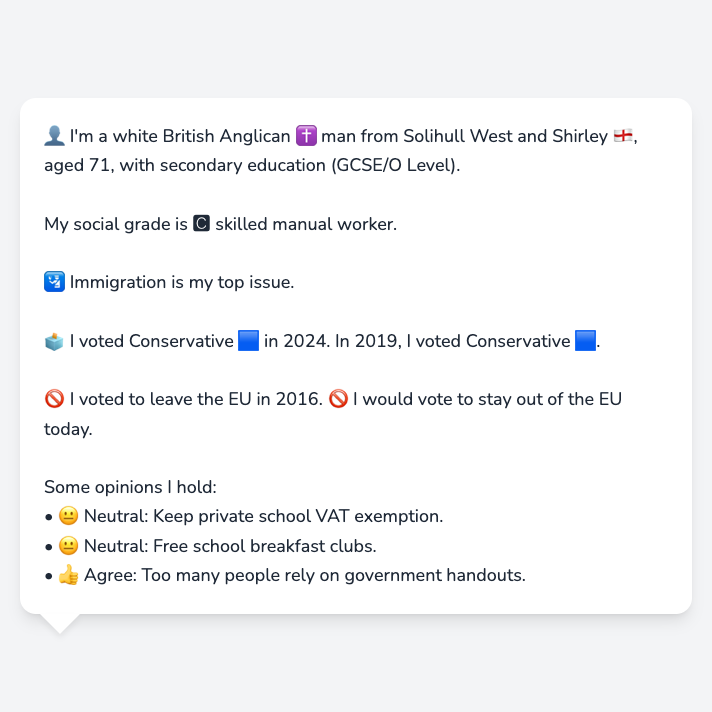 👤 I'm a white British Anglican ✝️ man from Solihull West and Shirley 🏴󠁧󠁢󠁥󠁮󠁧󠁿,
aged 71, with secondary education (GCSE/O Level).
My social grade is 🅲 skilled manual worker.
🛂 Immigration is my top issue.
🗳️ I voted Conservative 🟦 in 2024. In 2019, I voted Conservative 🟦.
🚫 I voted to leave the EU in 2016. 🚫 I would vote to stay out of the EU
today.
Some opinions I hold:
• 😐 Neutral: Keep private school VAT exemption.
• 😐 Neutral: Free school breakfast clubs.
• 👍 Agree: Too many people rely on government handouts.